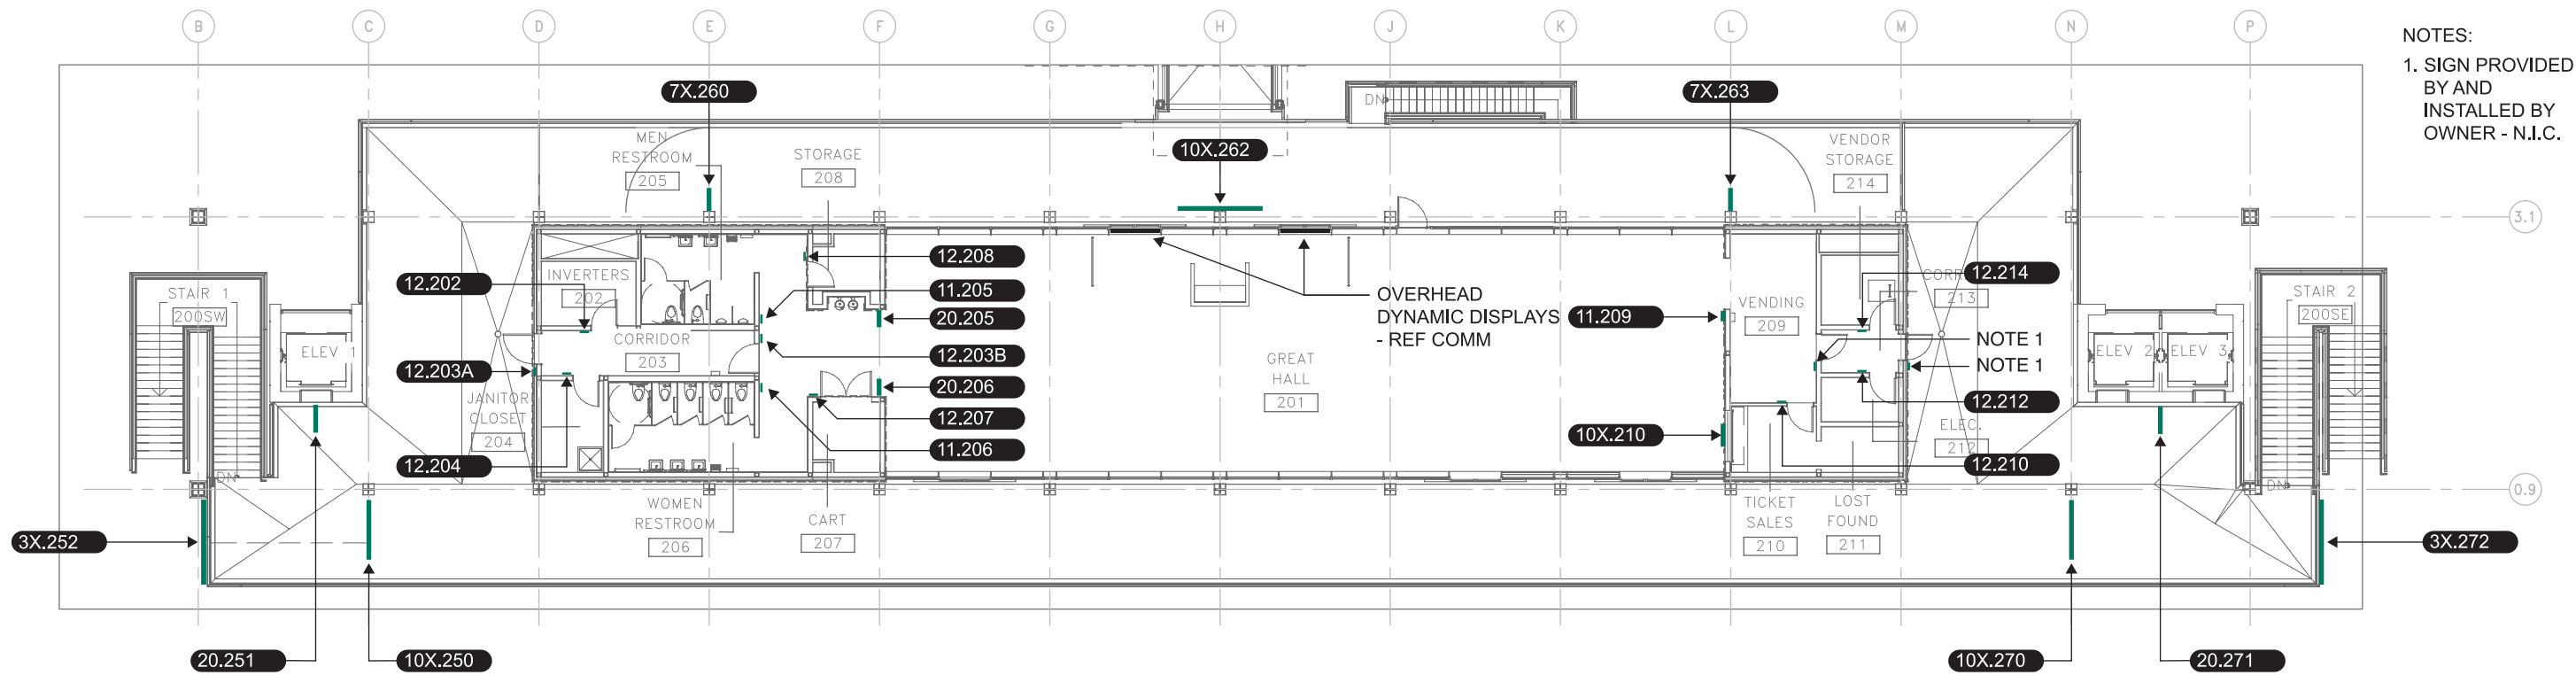 B
C
D
E
F
G
H
J
K
L
M
N
P
NOTES:
1. SIGN PROVIDED
BY AND
INSTALLED BY
OWNER - N.I.C.
7X.260
7X.263
DN
MEN
RESTROOM
205
STORAGE
208
10X.262
VENDOR
STORAGE
214
3.1
12.208
12.202
INVERTERS
202
11.205
20.205
12.203B
CORRIDOR
203
12.203A
20.206
12.207
11.206
JANITOR
CLOSET
204
12.204
STAIR 1
200SW
ELEV 1
DN
OVERHEAD
DYNAMIC DISPLAYS
- REF COMM
GREAT
HALL
201
11.209
VENDING
209
12.214
CORR
213
NOTE 1
NOTE 1
12.212
ELEC.
212
10X.210
12.210
ELEV 2
ELEV 3
STAIR 2
200SE
DN
0.9
WOMEN
RESTROOM
206
CART
207
TICKET
SALES
210
LOST
FOUND
211
3X.252
3X.272
20.251
10X.250
10X.270
20.271